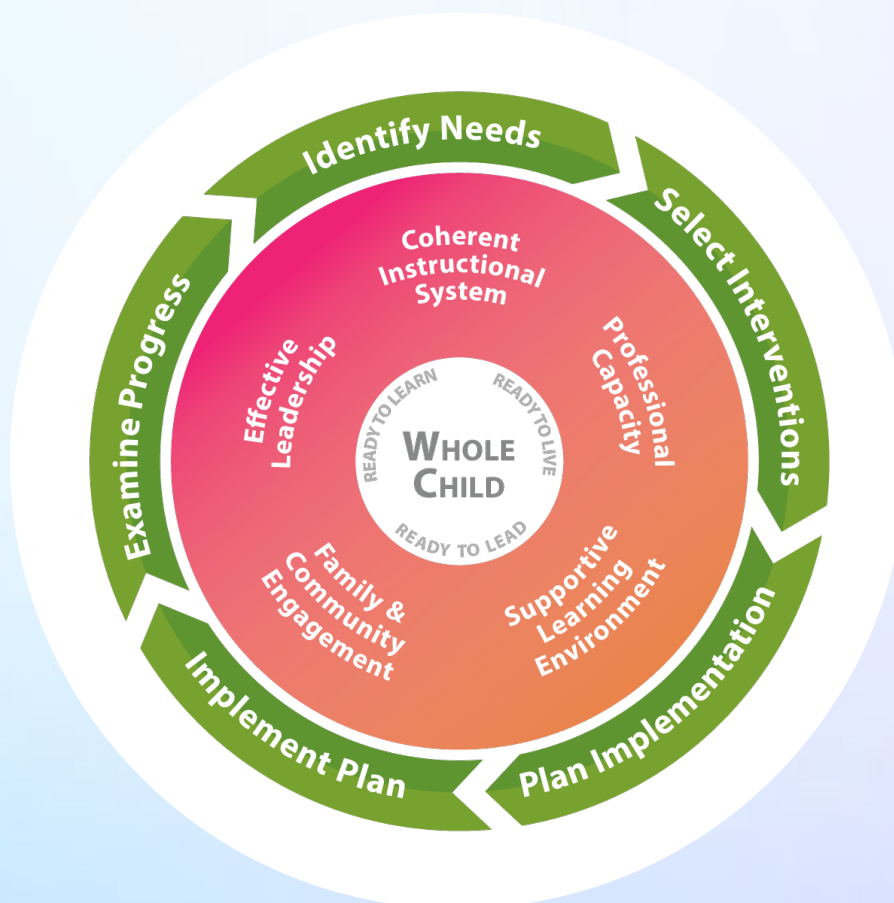 Identify Needs
Select Interventions
Plan Implementation
Implement Plan
Examine Progress
Coherent
Instructional
System
Professional
Capacity
Supportive
Learning
Environment
Family &
Community
Engagement
Effective
Leadership
READY TO LEARN
READY TO LIVE
READY TO LEAD
WHOLE
CHILD